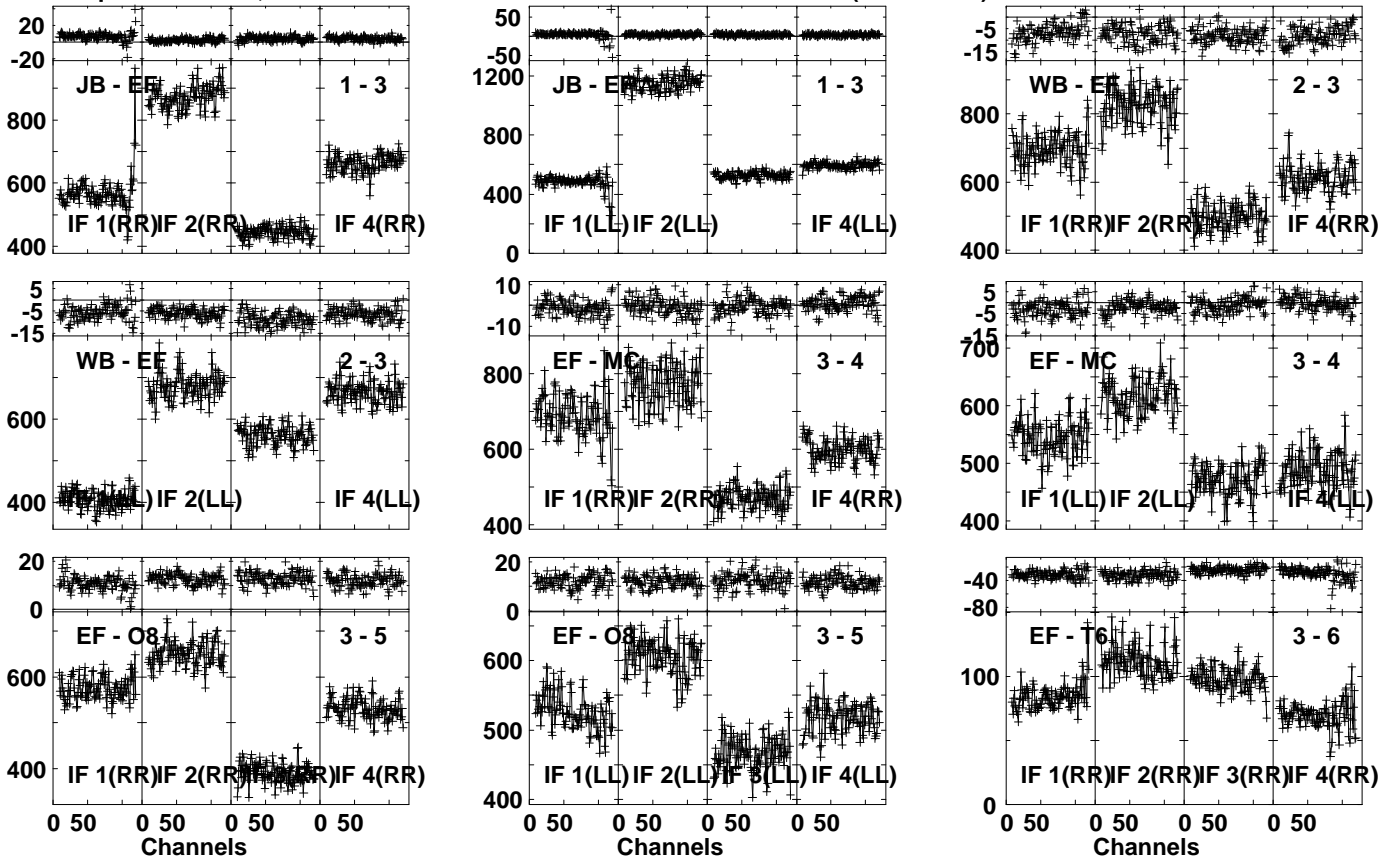 20
-20
JB - EF 1 - 3
800
600
400
IF 1(RR) IF 2(RR) IF 4(RR)
50
-50
1200
JB - EF 1 - 3
800
400
0
IF 1(LL) IF 2(LL) IF 4(LL)
-5
-15
WB - EF 2 - 3
800
600
400
IF 1(RR) IF 2(RR) IF 4(RR)
5
-5
-15
WB - EF 2 - 3
600
400
IF 2(LL) IF 4(LL)
10
-10
EF - MC 3 - 4
800
600
400
IF 1(RR) IF 2(RR) IF 4(RR)
5
-5
-15
700
EF - MC 3 - 4
600
500
400
IF 1(LL) IF 2(LL) IF 4(LL)
20
0
EF - O8 3 - 5
600
400
IF 1(RR) IF 2(RR) IF 4(RR)
0 50 0 50 0 50 0 50
Channels
20
0
EF - O8 3 - 5
600
500
400
IF 1(LL) IF 2(LL) IF 3(LL) IF 4(LL)
0 50 0 50 0 50 0 50
Channels
-40
-80
EF - T6 3 - 6
100
0
IF 1(RR) IF 2(RR) IF 3(RR) IF 4(RR)
0 50 0 50 0 50 0 50
Channels